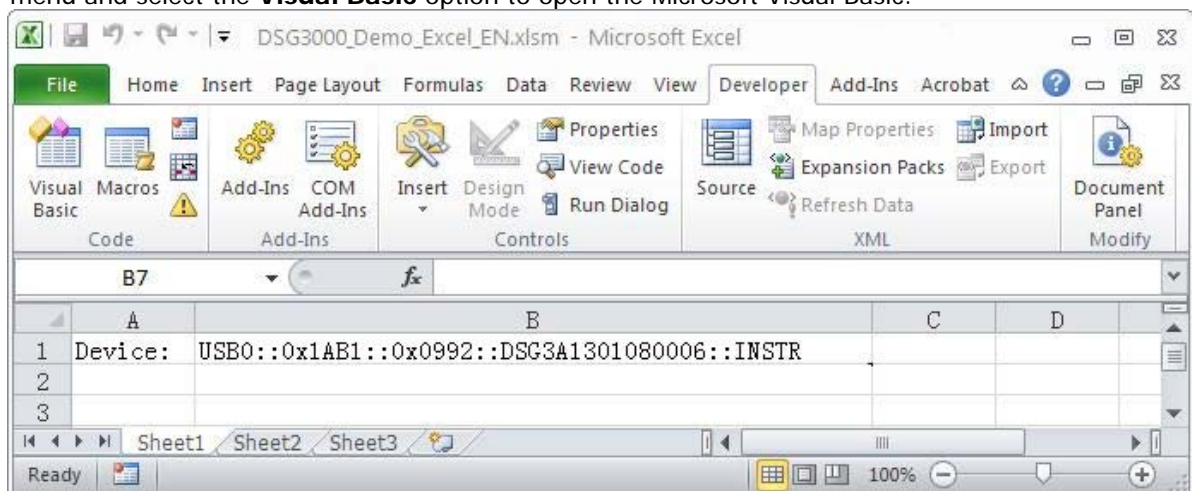 menu and select the Visual Basic option to open the Microsoft Visual Basic.
DSG3000_Demo_Excel_EN.xlsm - Microsoft Excel
File Home Insert Page Layout Formulas Data Review View Developer Add-Ins Acrobat
Visual Basic
Macros
Code
Add-Ins
COM Add-Ins
Add-Ins
Insert
Design Mode
Properties
View Code
Run Dialog
Controls
Source
Map Properties
Expansion Packs
Refresh Data
Import
Export
XML
Document Panel
Modify
B7 fx
A B C D
1 Device: USB0::0x1AB1::0x0992::DSG3A1301080006::INSTR
2
3
Sheet1 Sheet2 Sheet3
Ready 100%